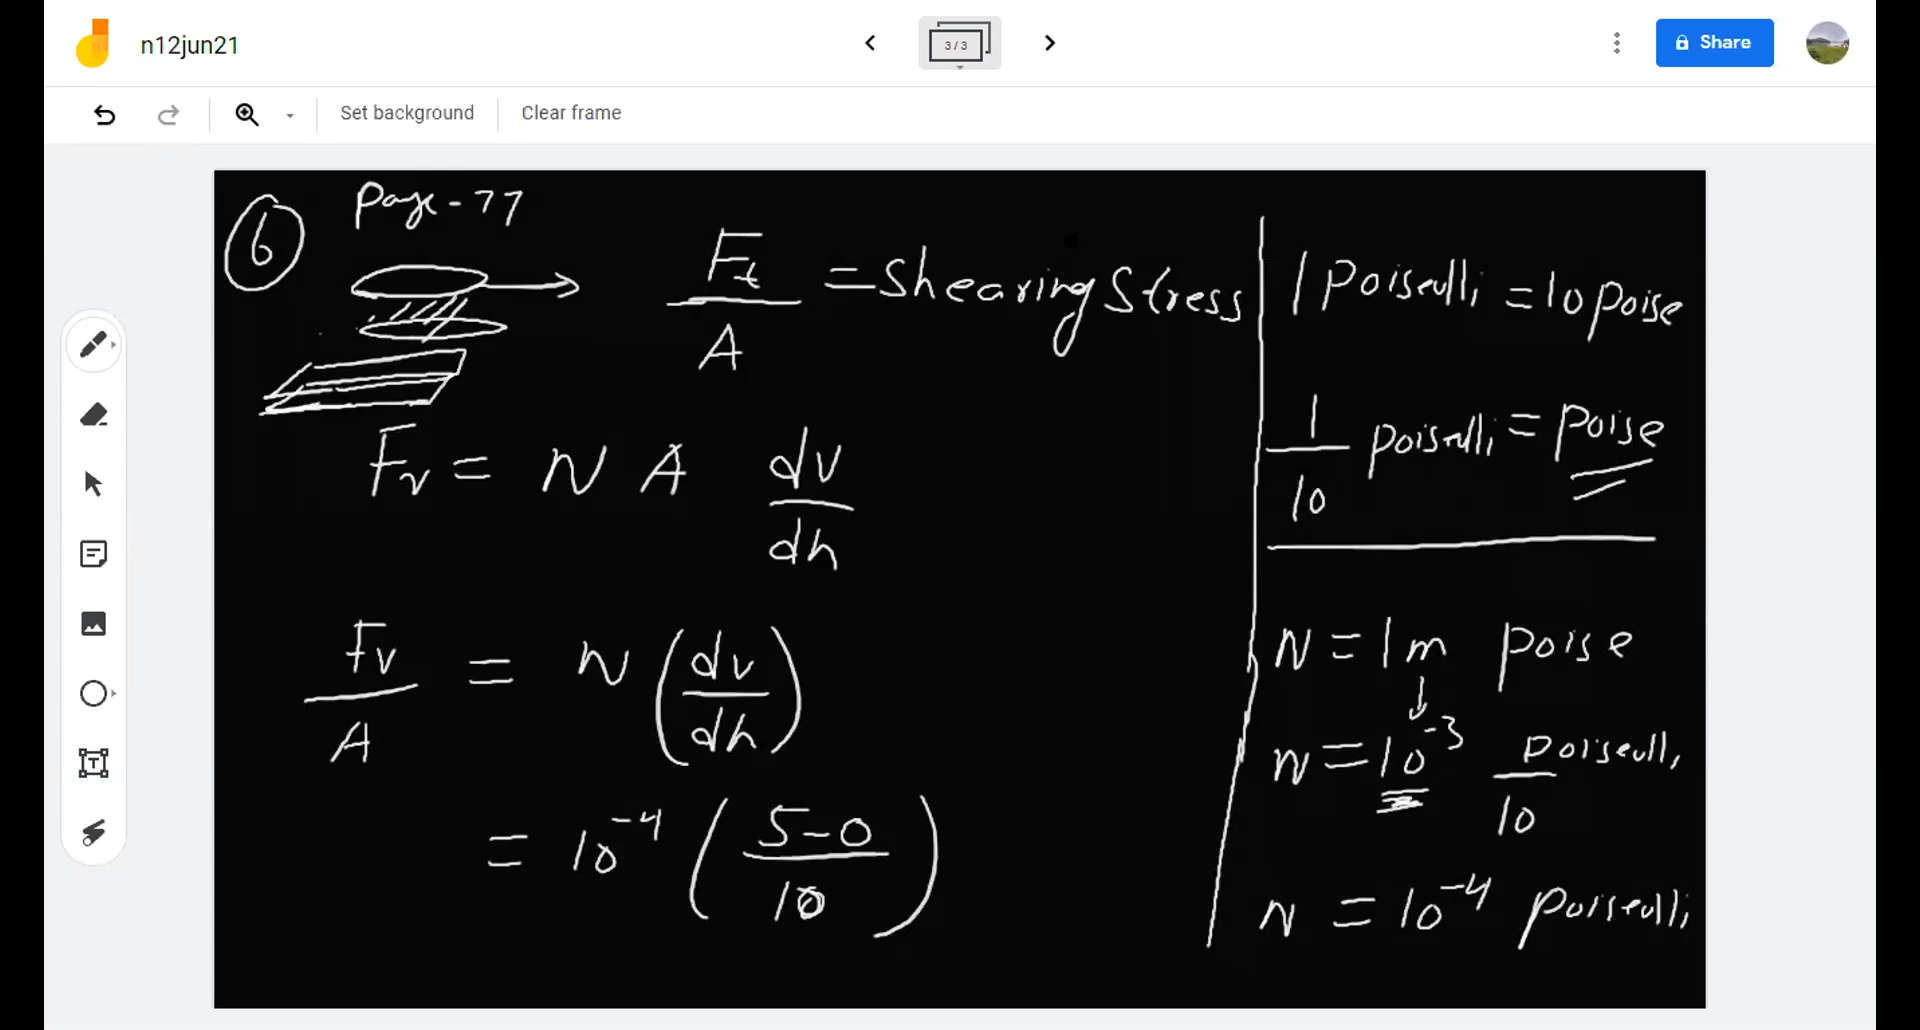 n12jun21
3 / 3
Share
Set background
Clear frame
6
Page - 77
Ft / A = Shearing Stress
Fv = N A dv / dh
Fv / A = N ( dv / dh )
= 10^-4 ( 5 - 0 / 10 )
1 Poiseulli = 10 Poise
1 / 10 poiseulli = poise
N = 1 m poise
↓
n = 10^-3 poiseulli / 10
n = 10^-4 poiseulli